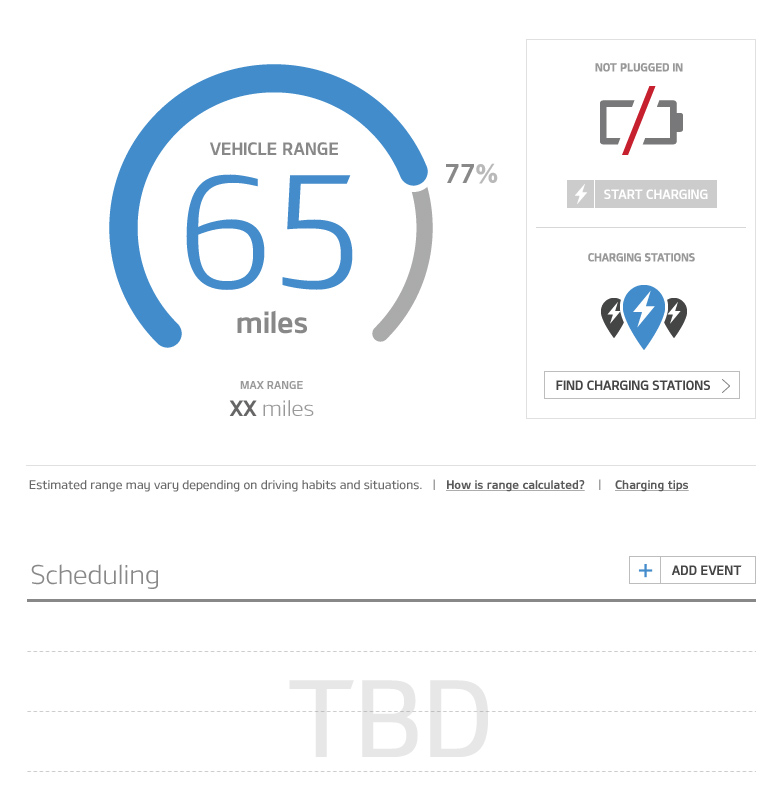 VEHICLE RANGE
65
miles
77%
MAX RANGE
XX miles
NOT PLUGGED IN
START CHARGING
CHARGING STATIONS
FIND CHARGING STATIONS
Estimated range may vary depending on driving habits and situations. | How is range calculated? | Charging tips
Scheduling
+ ADD EVENT
TBD